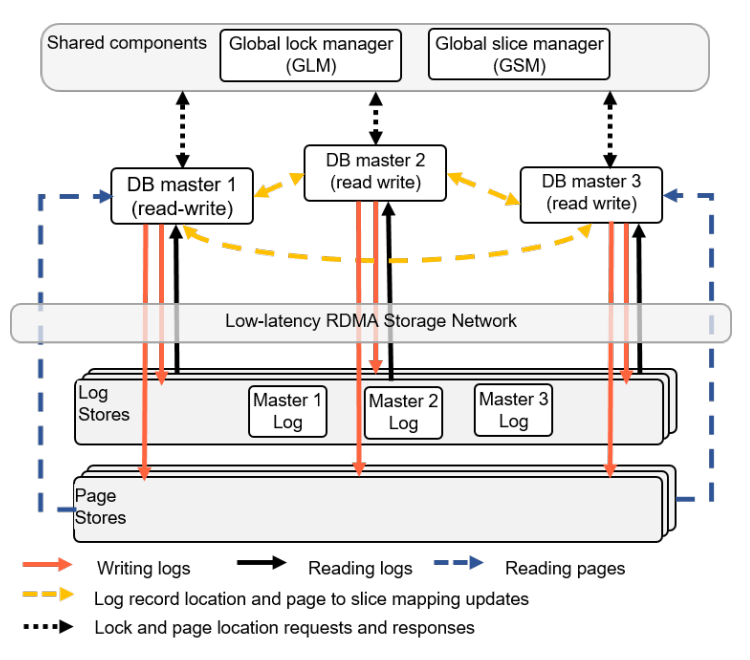 Shared components
Global lock manager
(GLM)
Global slice manager
(GSM)
DB master 1
(read-write)
DB master 2
(read write)
DB master 3
(read write)
Low-latency RDMA Storage Network
Log
Stores
Master 1
Log
Master 2
Log
Master 3
Log
Page
Stores
Writing logs
Reading logs
Reading pages
Log record location and page to slice mapping updates
Lock and page location requests and responses